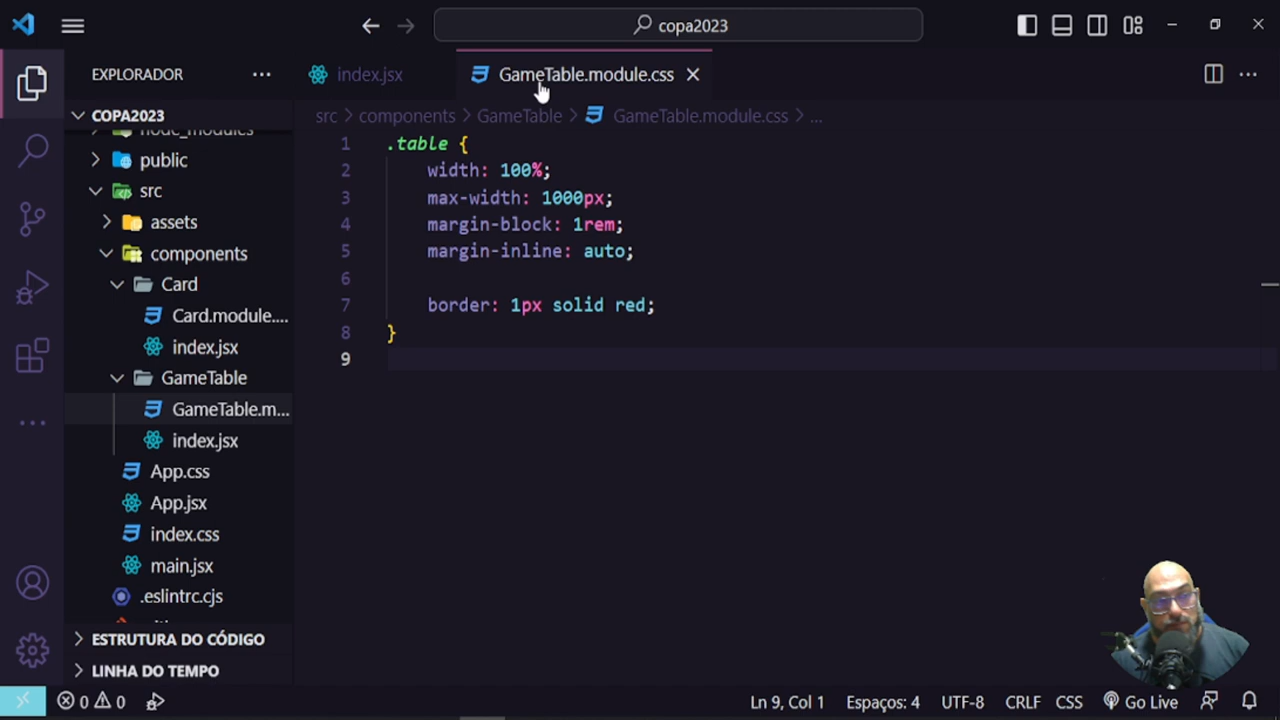 copa2023
EXPLORADOR
index.jsx
GameTable.module.css
COPA2023
src > components > GameTable > GameTable.module.css > ...
node_modules
public
src
assets
components
Card
Card.module....
index.jsx
GameTable
GameTable.m...
index.jsx
App.css
App.jsx
index.css
main.jsx
.eslintrc.cjs
ESTRUTURA DO CÓDIGO
LINHA DO TEMPO
1 .table {
2 width: 100%;
3 max-width: 1000px;
4 margin-block: 1rem;
5 margin-inline: auto;
6
7 border: 1px solid red;
8 }
9
0 0
Ln 9, Col 1
Espaços: 4
UTF-8
CRLF
CSS
Go Live